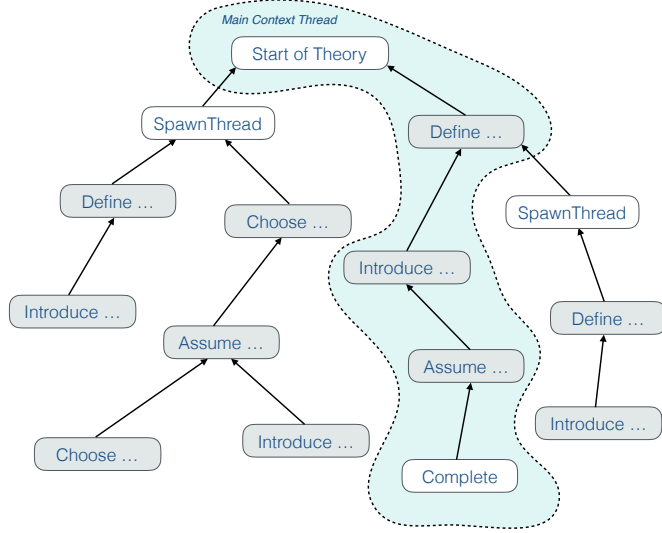 Main Context Thread
Start of Theory
SpawnThread
Define …
Define …
Choose …
SpawnThread
Introduce …
Introduce …
Define …
Assume …
Assume …
Introduce …
Choose …
Introduce …
Complete